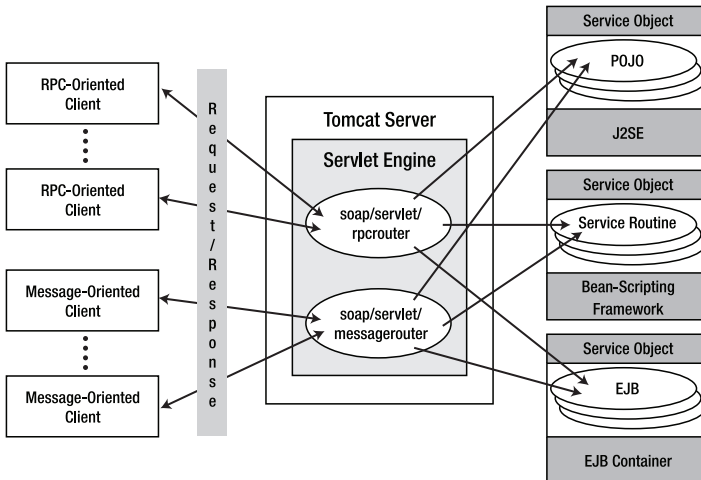 RPC-Oriented
Client
RPC-Oriented
Client
Message-Oriented
Client
Message-Oriented
Client
Request/Response
Tomcat Server
Servlet Engine
soap/servlet/
rpcrouter
soap/servlet/
messagerouter
Service Object
POJO
J2SE
Service Object
Service Routine
Bean-Scripting
Framework
Service Object
EJB
EJB Container